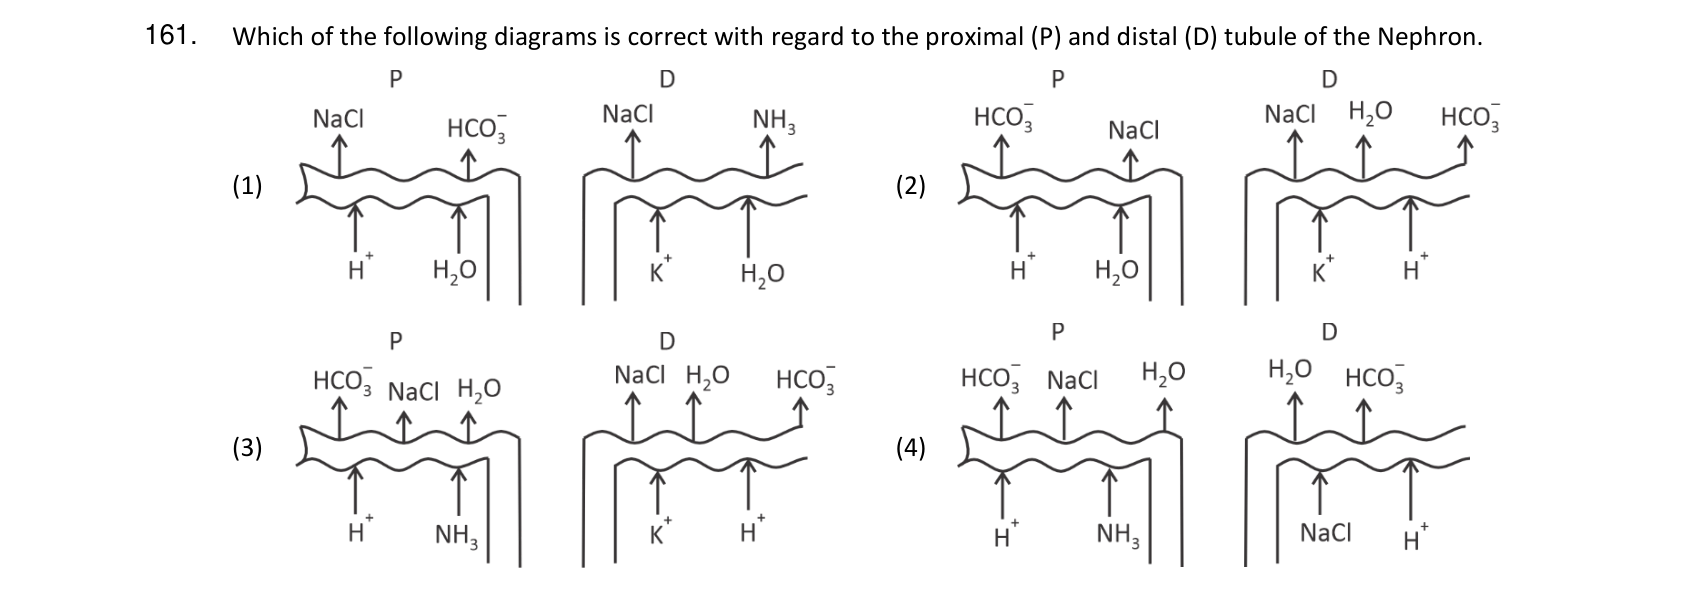 161. Which of the following diagrams is correct with regard to the proximal (P) and distal (D) tubule of the Nephron.
P D P D
NaCl HCO₃⁻ NaCl NH₃ HCO₃⁻ NaCl NaCl H₂O HCO₃⁻
(1) (2)
H⁺ H₂O K⁺ H₂O H⁺ H₂O K⁺ H⁺
P D P D
HCO₃⁻ NaCl H₂O NaCl H₂O HCO₃⁻ HCO₃⁻ NaCl H₂O H₂O HCO₃⁻
(3) (4)
H⁺ NH₃ K⁺ H⁺ H⁺ NH₃ NaCl H⁺